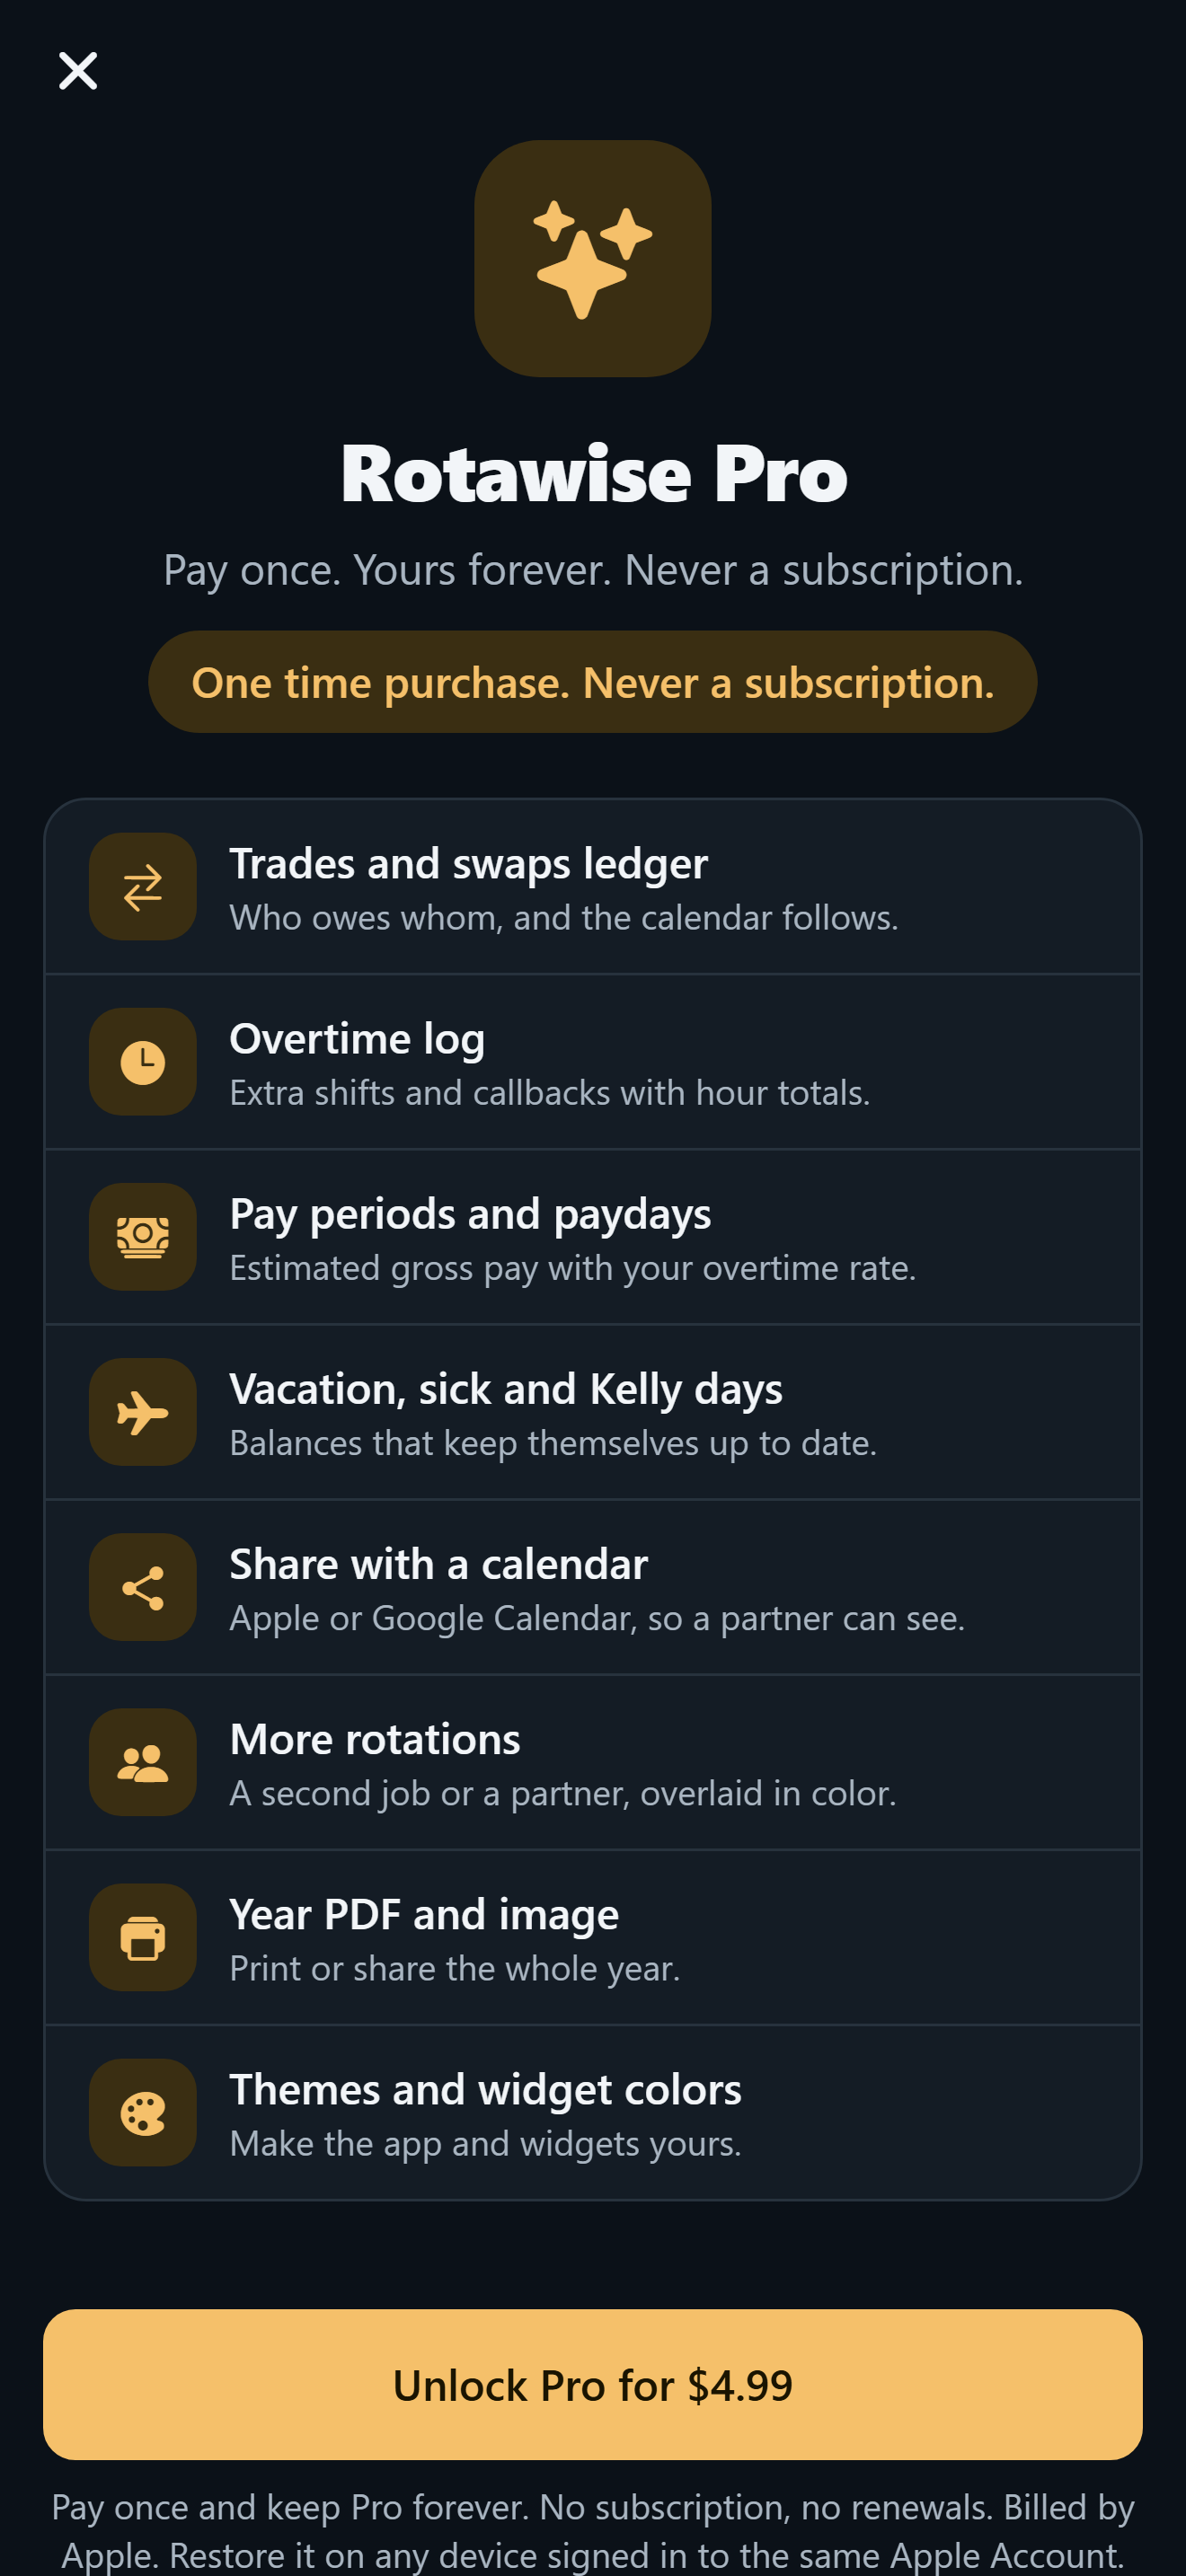 Rotawise Pro
Pay once. Yours forever. Never a subscription.
One time purchase. Never a subscription.
Trades and swaps ledger
Who owes whom, and the calendar follows.
Overtime log
Extra shifts and callbacks with hour totals.
Pay periods and paydays
Estimated gross pay with your overtime rate.
Vacation, sick and Kelly days
Balances that keep themselves up to date.
Share with a calendar
Apple or Google Calendar, so a partner can see.
More rotations
A second job or a partner, overlaid in color.
Year PDF and image
Print or share the whole year.
Themes and widget colors
Make the app and widgets yours.
Unlock Pro for $4.99
Pay once and keep Pro forever. No subscription, no renewals. Billed by
Apple. Restore it on any device signed in to the same Apple Account.